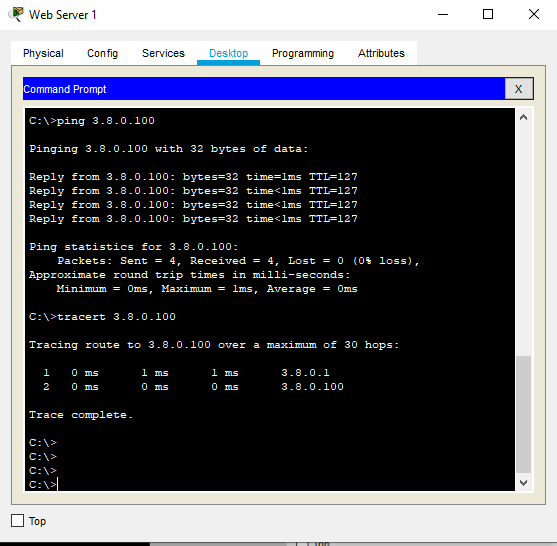 Web Server 1
Physical Config Services Desktop Programming Attributes
Command Prompt X
C:\>ping 3.8.0.100
Pinging 3.8.0.100 with 32 bytes of data:
Reply from 3.8.0.100: bytes=32 time=1ms TTL=127
Reply from 3.8.0.100: bytes=32 time<1ms TTL=127
Reply from 3.8.0.100: bytes=32 time<1ms TTL=127
Reply from 3.8.0.100: bytes=32 time<1ms TTL=127
Ping statistics for 3.8.0.100:
Packets: Sent = 4, Received = 4, Lost = 0 (0% loss),
Approximate round trip times in milli-seconds:
Minimum = 0ms, Maximum = 1ms, Average = 0ms
C:\>tracert 3.8.0.100
Tracing route to 3.8.0.100 over a maximum of 30 hops:
1 0 ms 1 ms 1 ms 3.8.0.1
2 0 ms 0 ms 0 ms 3.8.0.100
Trace complete.
C:\>
C:\>
C:\>
C:\>
Top